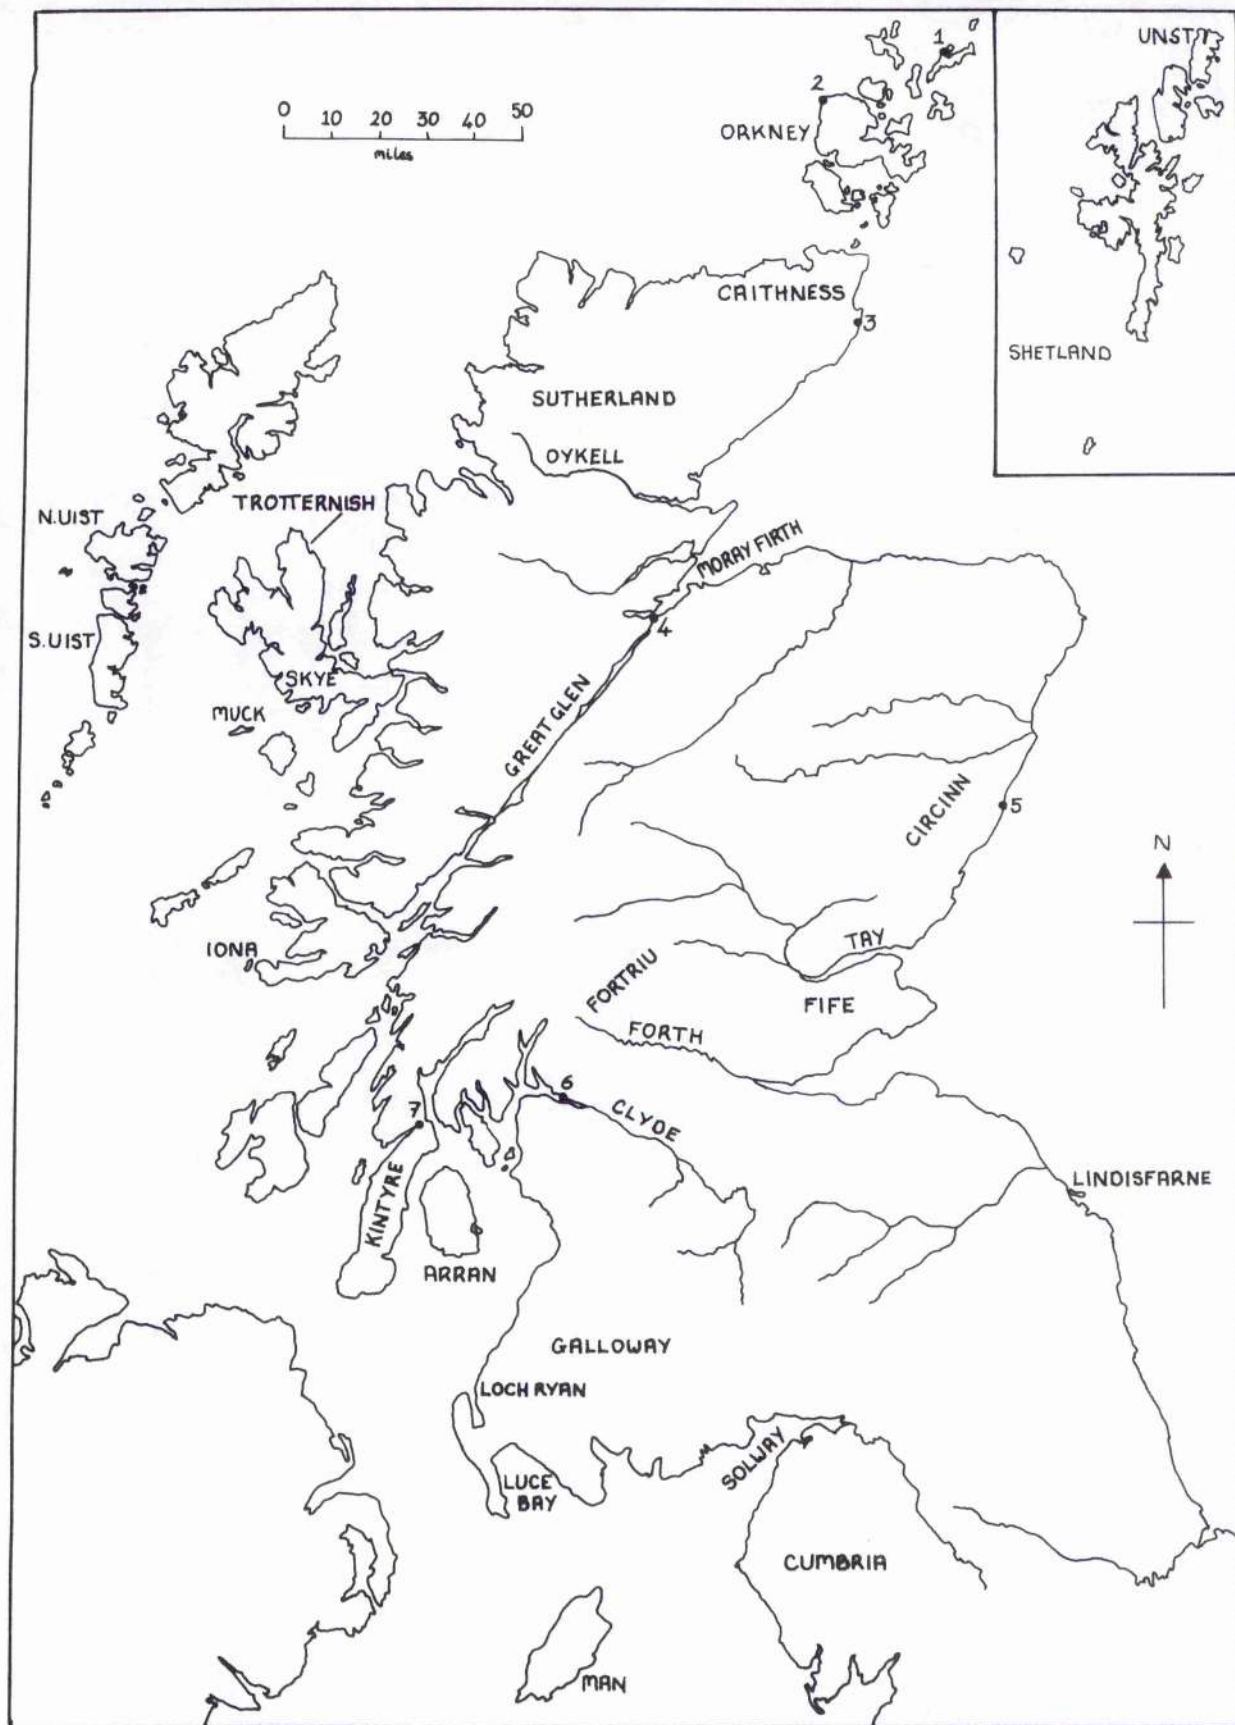 1
UNST
2
ORKNEY
0 10 20 30 40 50
miles
CAITHNESS
3
SHETLAND
SUTHERLAND
OYKELL
TROTTERNISH
N.UIST
MORAY FIRTH
4
S.UIST
SKYE
MUCK
GREAT GLEN
CIRCINN
5
N
IONA
TAY
FORTRIU
FIFE
FORTH
6
CLYDE
7
KINTYRE
LINDISFARNE
ARRAN
GALLOWAY
LOCH RYAN
SOLWAY
LUCE
BAY
CUMBRIA
MAN